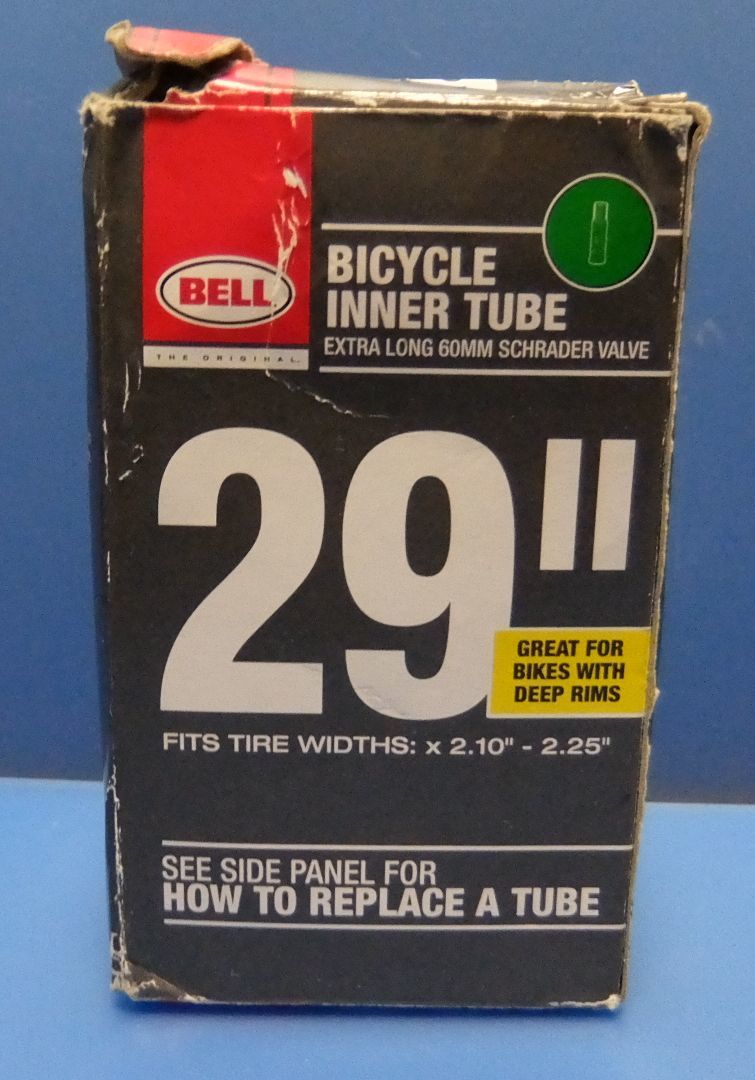 BELL
THE ORIGINAL.
BICYCLE
INNER TUBE
EXTRA LONG 60MM SCHRADER VALVE
29"
GREAT FOR
BIKES WITH
DEEP RIMS
FITS TIRE WIDTHS: x 2.10" - 2.25"
SEE SIDE PANEL FOR
HOW TO REPLACE A TUBE